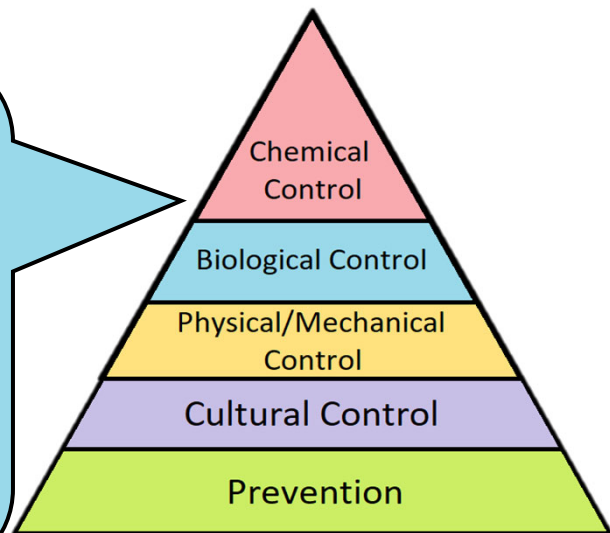 Chemical
Control
Biological Control
Physical/Mechanical
Control
Cultural Control
Prevention